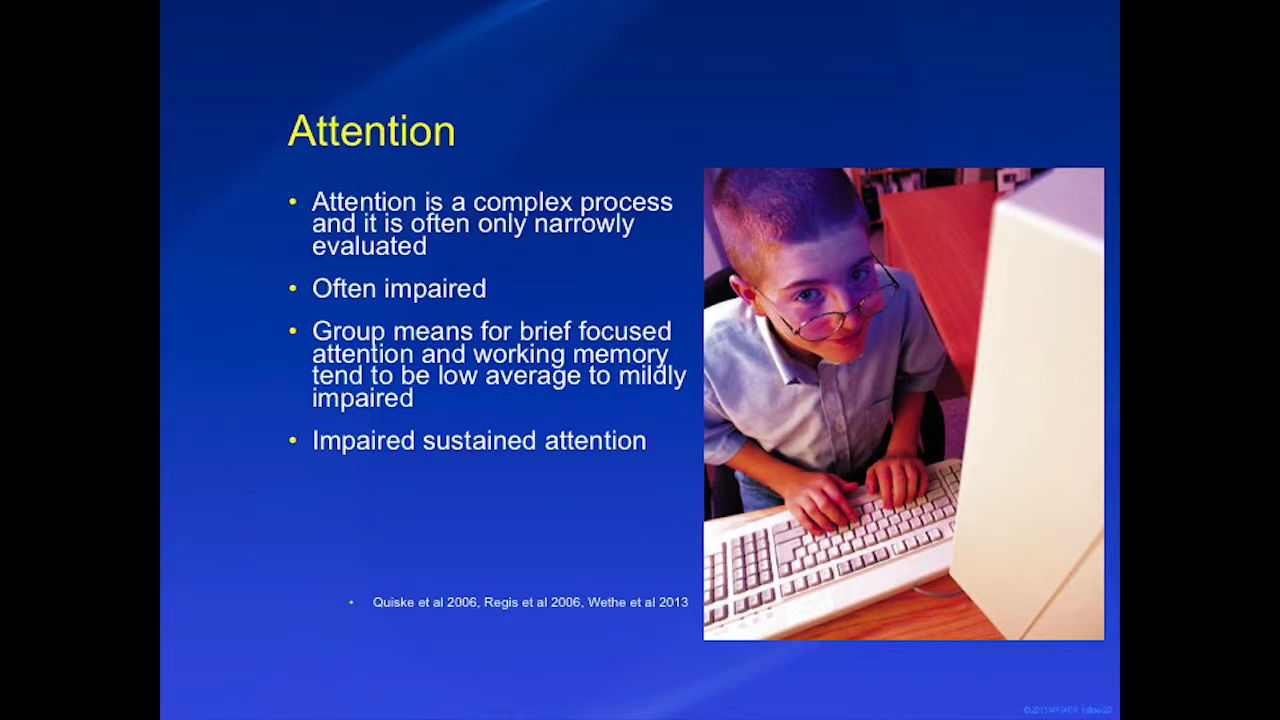 Attention
• Attention is a complex process
and it is often only narrowly
evaluated
• Often impaired
• Group means for brief focused
attention and working memory
tend to be low average to mildly
impaired
• Impaired sustained attention
• Quiske et al 2006, Regis et al 2006, Wethe et al 2013